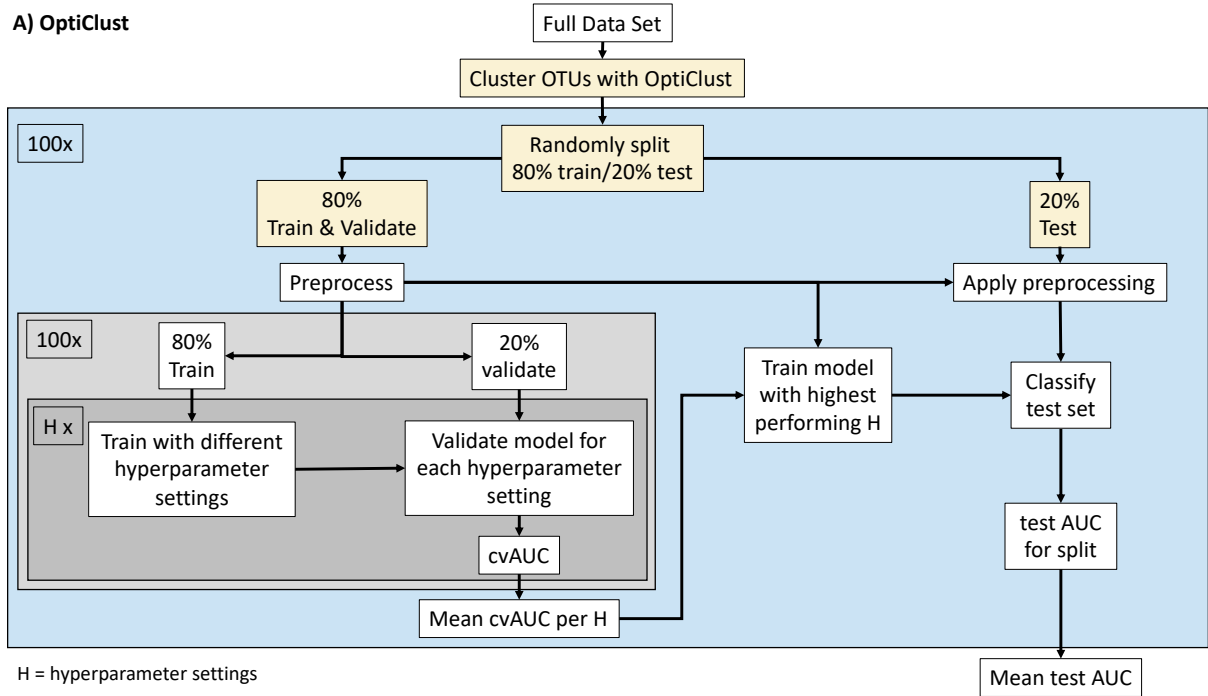 A) OptiClust
Full Data Set
Cluster OTUs with OptiClust
100x
Randomly split
80% train/20% test
80%
Train & Validate
20%
Test
Preprocess
Apply preprocessing
100x
80%
Train
20%
validate
Train model
with highest
performing H
Classify
test set
H x
Train with different
hyperparameter
settings
Validate model for
each hyperparameter
setting
cvAUC
test AUC
for split
Mean cvAUC per H
H = hyperparameter settings
Mean test AUC